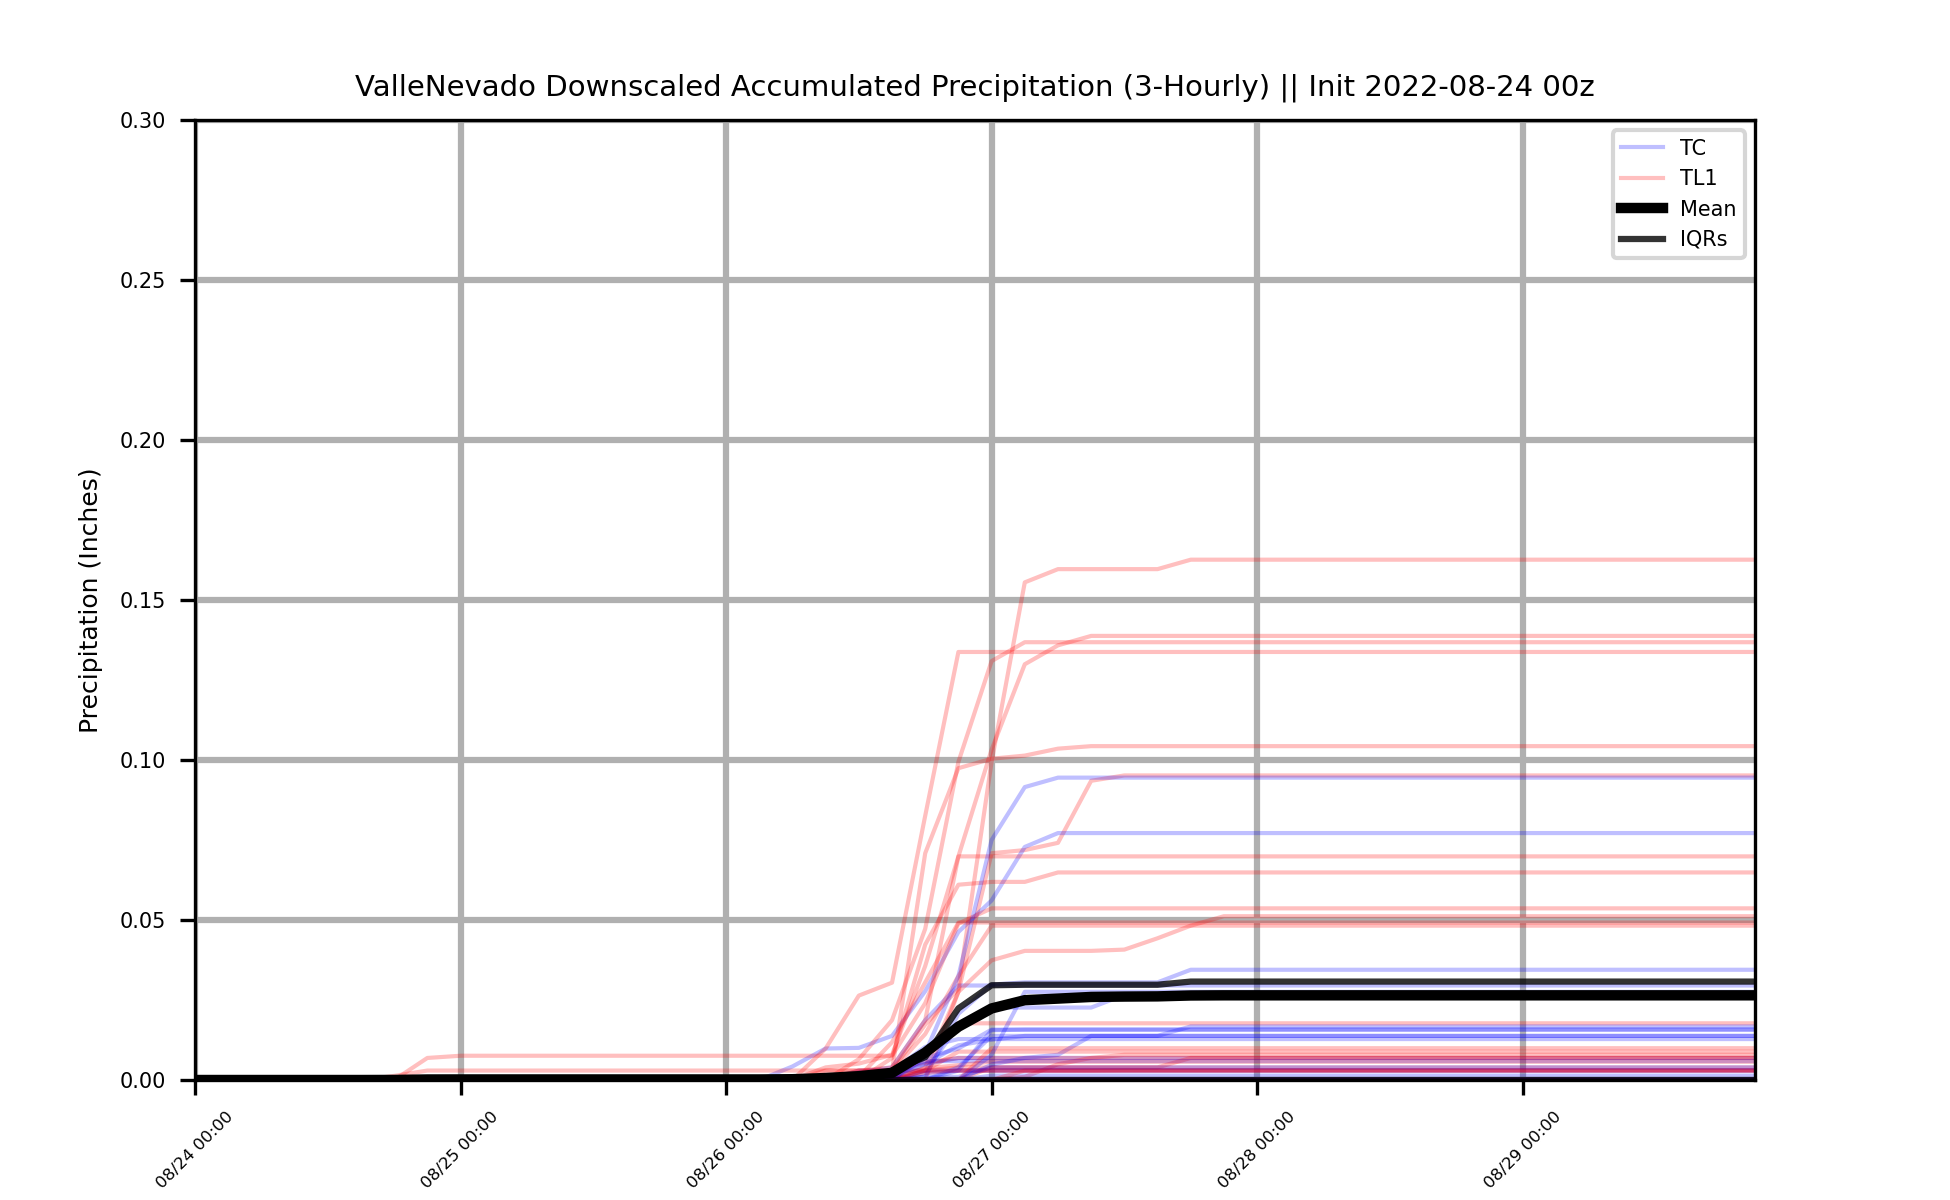 ValleNevado Downscaled Accumulated Precipitation (3-Hourly) || Init 2022-08-24 00z
Precipitation (Inches)
0.30
0.25
0.20
0.15
0.10
0.05
0.00
TC
TL1
Mean
IQRs
08/24 00:00
08/25 00:00
08/26 00:00
08/27 00:00
08/28 00:00
08/29 00:00